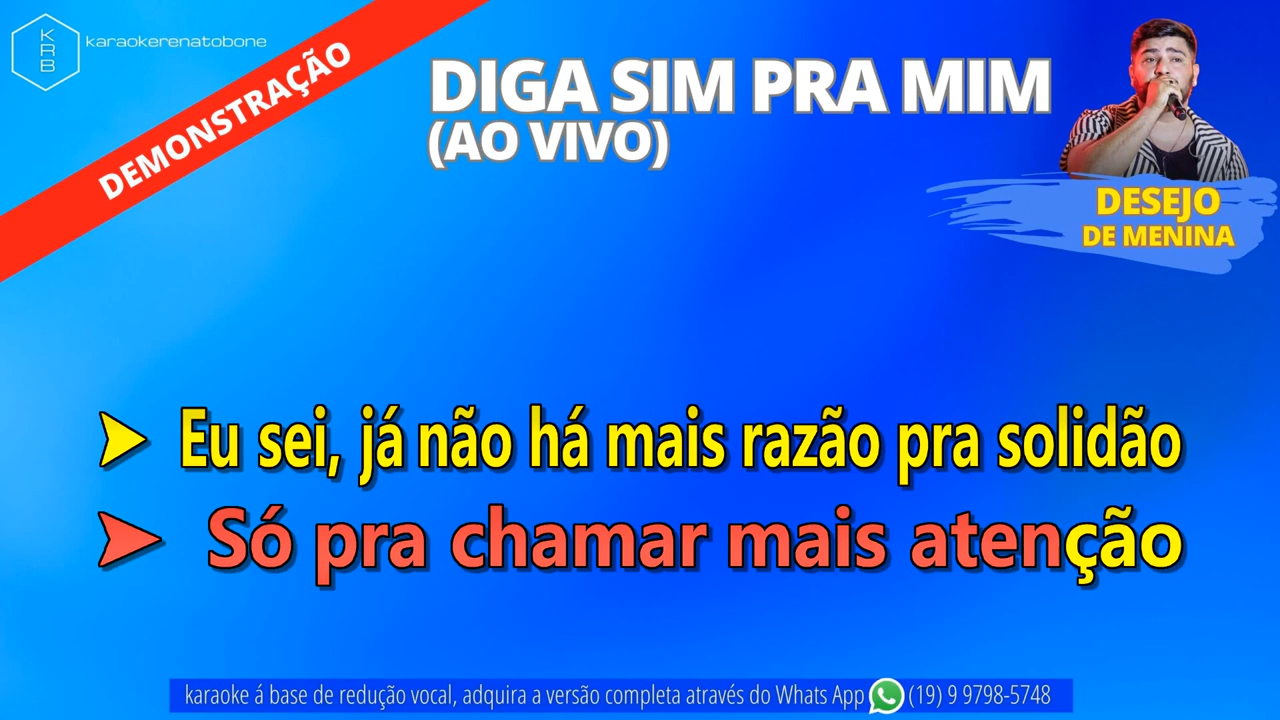 KRB
karaokerenatobone
DEMONSTRAÇÃO
DIGA SIM PRA MIM
(AO VIVO)
DESEJO
DE MENINA
Eu sei, já não há mais razão pra solidão
Só pra chamar mais atenção
karaoke á base de redução vocal, adquira a versão completa através do Whats App (19) 9 9798-5748